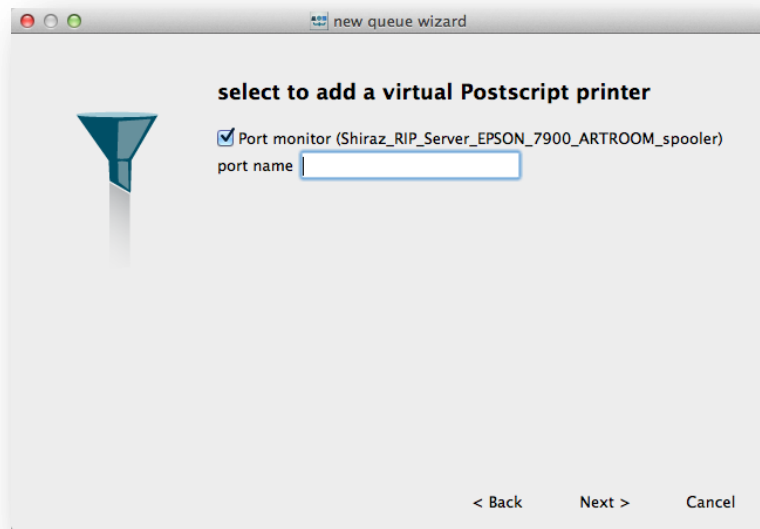 new queue wizard
select to add a virtual Postscript printer
Port monitor (Shiraz_RIP_Server_EPSON_7900_ARTROOM_spooler)
port name
< Back Next > Cancel